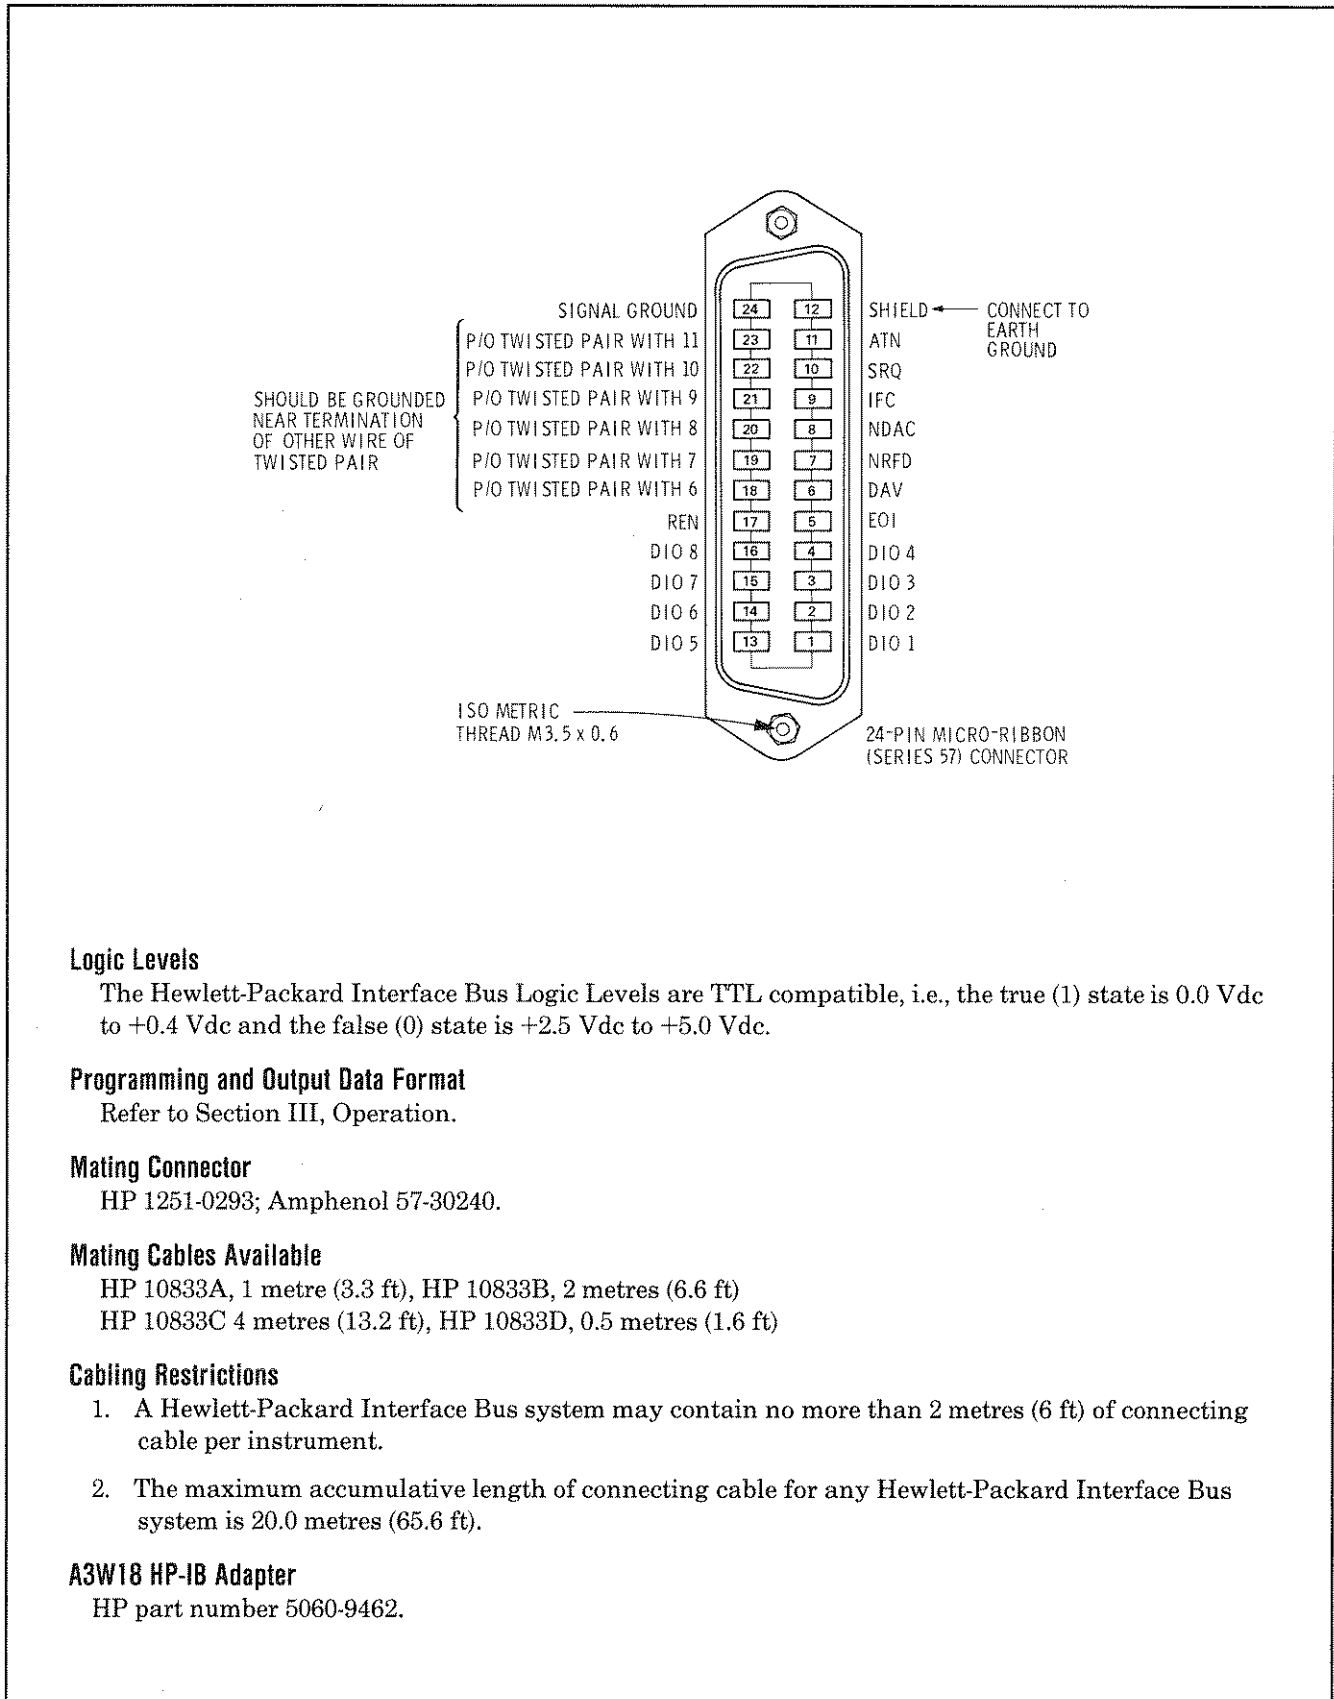 SIGNAL GROUND 24 12 SHIELD CONNECT TO EARTH GROUND
P/O TWISTED PAIR WITH 11 23 11 ATN
P/O TWISTED PAIR WITH 10 22 10 SRQ
P/O TWISTED PAIR WITH 9 21 9 IFC
P/O TWISTED PAIR WITH 8 20 8 NDAC
P/O TWISTED PAIR WITH 7 19 7 NRFD
P/O TWISTED PAIR WITH 6 18 6 DAV
SHOULD BE GROUNDED
NEAR TERMINATION
OF OTHER WIRE OF
TWISTED PAIR
REN 17 5 EOI
DIO 8 16 4 DIO 4
DIO 7 15 3 DIO 3
DIO 6 14 2 DIO 2
DIO 5 13 1 DIO 1
ISO METRIC
THREAD M3.5 x 0.6
24-PIN MICRO-RIBBON
(SERIES 57) CONNECTOR
Logic Levels
The Hewlett-Packard Interface Bus Logic Levels are TTL compatible, i.e., the true (1) state is 0.0 Vdc
to +0.4 Vdc and the false (0) state is +2.5 Vdc to +5.0 Vdc.
Programming and Output Data Format
Refer to Section III, Operation.
Mating Connector
HP 1251-0293; Amphenol 57-30240.
Mating Cables Available
HP 10833A, 1 metre (3.3 ft), HP 10833B, 2 metres (6.6 ft)
HP 10833C 4 metres (13.2 ft), HP 10833D, 0.5 metres (1.6 ft)
Cabling Restrictions
1. A Hewlett-Packard Interface Bus system may contain no more than 2 metres (6 ft) of connecting
cable per instrument.
2. The maximum accumulative length of connecting cable for any Hewlett-Packard Interface Bus
system is 20.0 metres (65.6 ft).
A3W18 HP-IB Adapter
HP part number 5060-9462.